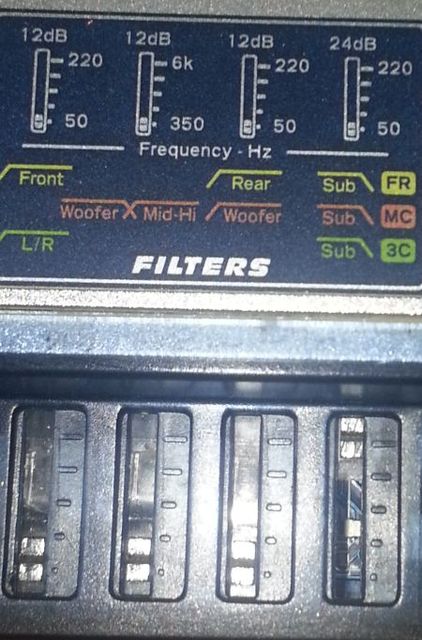 12dB 12dB 12dB 24dB
220 6k 220 220
50 350 50 50
Frequency - Hz
Front Rear Sub FR
Woofer Mid-Hi Woofer Sub MC
L/R Sub 3C
FILTERS